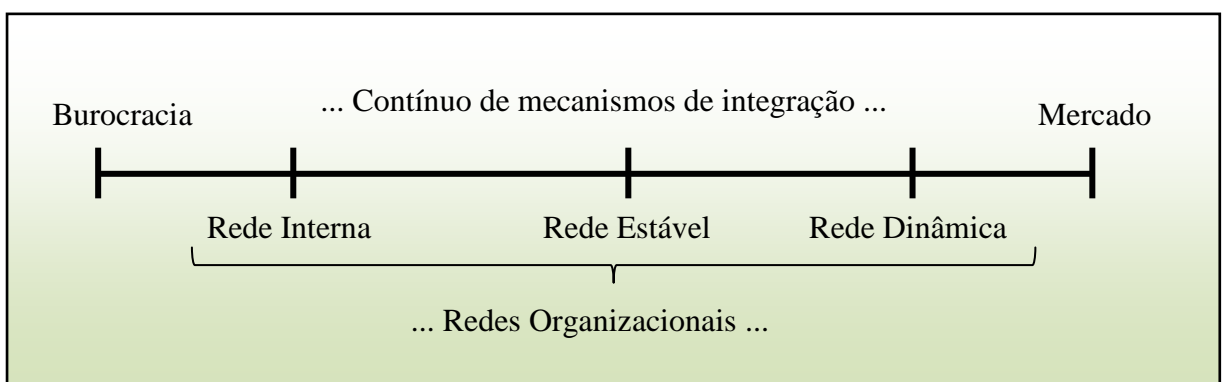 ... Contínuo de mecanismos de integração ...
Burocracia
Mercado
Rede Interna
Rede Estável
Rede Dinâmica
... Redes Organizacionais ...